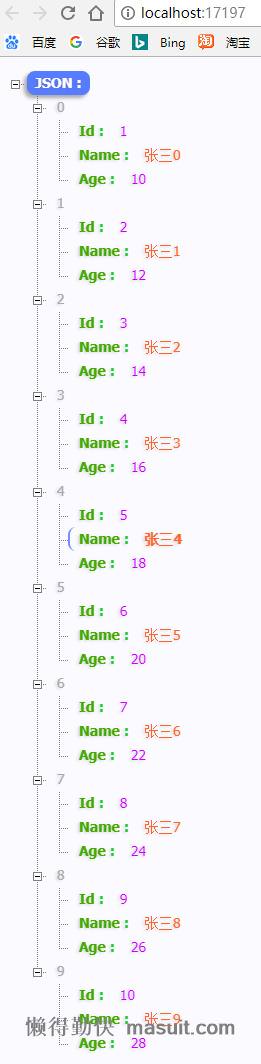 localhost:17197
百度 谷歌 Bing 淘宝
JSON :
0
Id : 1
Name : 张三0
Age : 10
1
Id : 2
Name : 张三1
Age : 12
2
Id : 3
Name : 张三2
Age : 14
3
Id : 4
Name : 张三3
Age : 16
4
Id : 5
Name : 张三4
Age : 18
5
Id : 6
Name : 张三5
Age : 20
6
Id : 7
Name : 张三6
Age : 22
7
Id : 8
Name : 张三7
Age : 24
8
Id : 9
Name : 张三8
Age : 26
9
Id : 10
Name : 张三9
懒得勤快 masuit.com
Age : 28